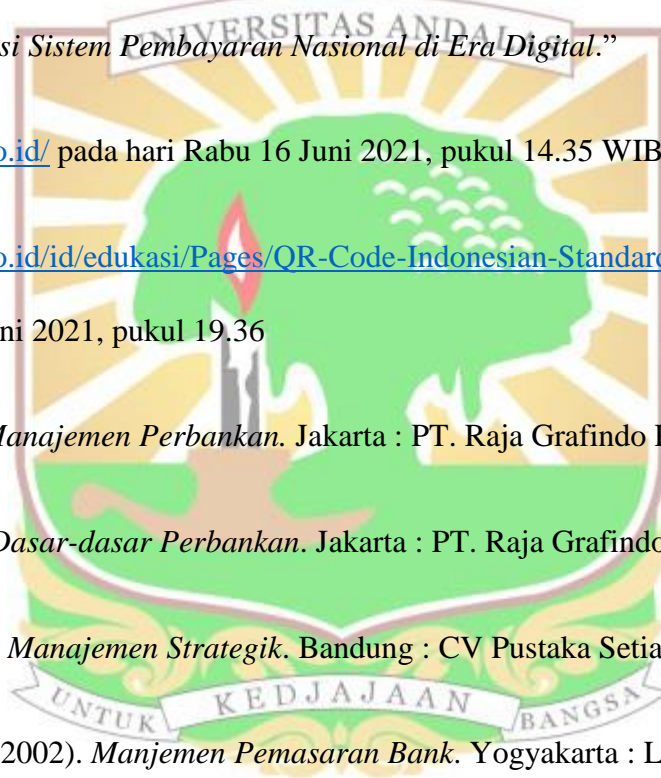 UNIVERSITAS ANDALAS
si Sistem Pembayaran Nasional di Era Digital.”
o.id/ pada hari Rabu 16 Juni 2021, pukul 14.35 WIB
o.id/id/edukasi/Pages/QR-Code-Indonesian-Standard
ni 2021, pukul 19.36
Manajemen Perbankan. Jakarta : PT. Raja Grafindo
Dasar-dasar Perbankan. Jakarta : PT. Raja Grafindo
Manajemen Strategik. Bandung : CV Pustaka Setia
UNTUK KEDJAJAAN BANGSA
2002). Manjemen Pemasaran Bank. Yogyakarta : L